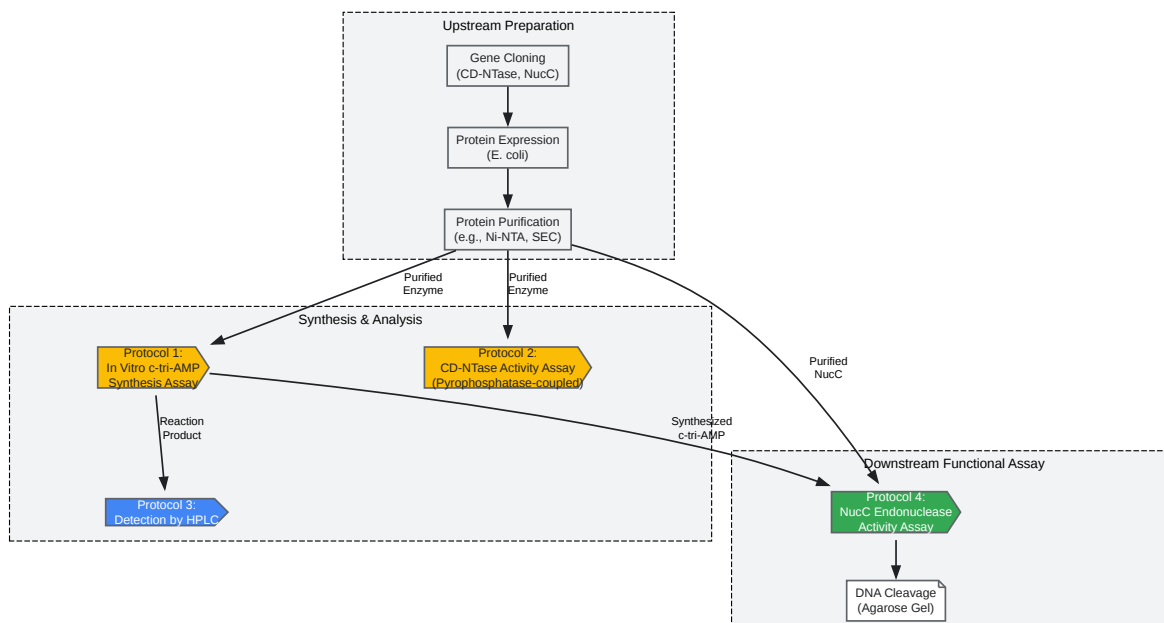 Upstream Preparation
Gene Cloning
(CD-NTase, NucC)
Protein Expression
(E. coli)
Protein Purification
(e.g., Ni-NTA, SEC)
Purified
Enzyme
Purified
Enzyme
Synthesis & Analysis
Protocol 1:
In Vitro c-tri-AMP
Synthesis Assay
Protocol 2:
CD-NTase Activity Assay
(Pyrophosphatase-coupled)
Purified
NucC
Reaction
Product
Synthesized
c-tri-AMP
Downstream Functional Assay
Protocol 3:
Detection by HPLC
Protocol 4:
NucC Endonuclease
Activity Assay
DNA Cleavage
(Agarose Gel)